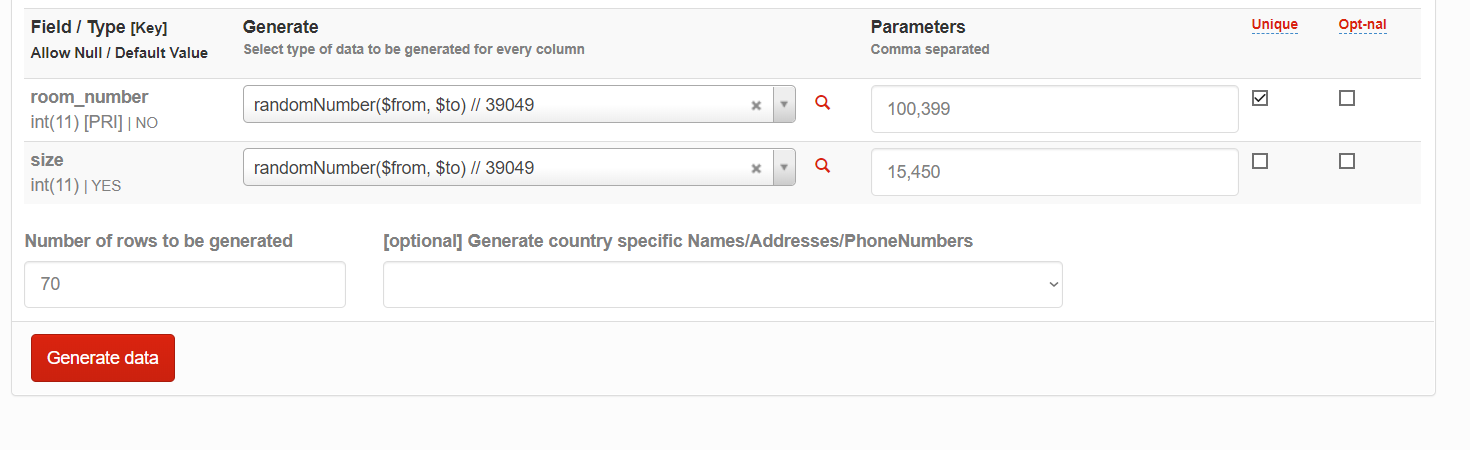 Field / Type [Key]
Allow Null / Default Value
Generate
Select type of data to be generated for every column
Parameters
Comma separated
Unique
Opt-nal
room_number
int(11) [PRI] | NO
randomNumber($from, $to) // 39049
100,399
size
int(11) | YES
randomNumber($from, $to) // 39049
15,450
Number of rows to be generated
70
[optional] Generate country specific Names/Addresses/PhoneNumbers
Generate data